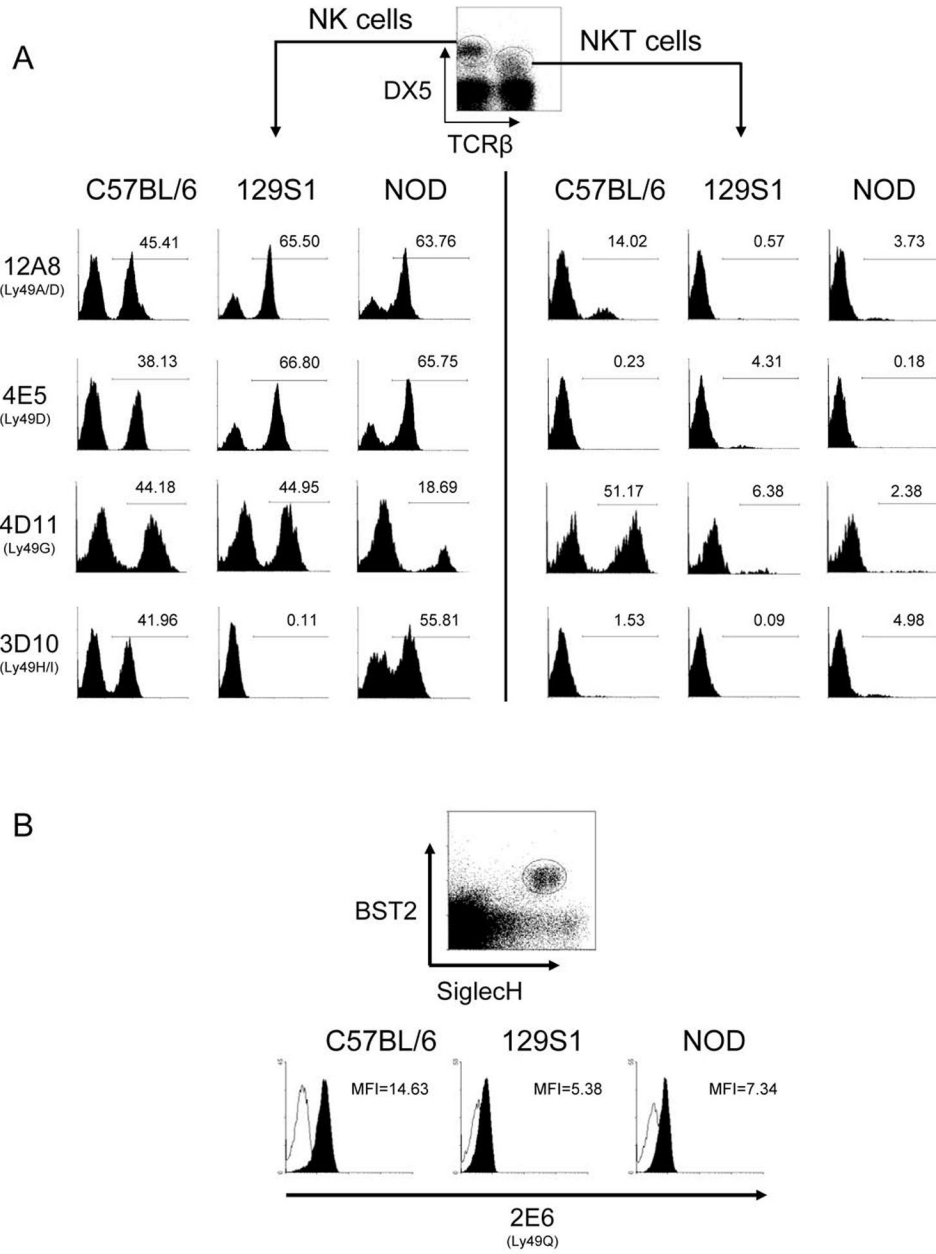 A
NK cells
NKT cells
DX5
TCRβ
C57BL/6 129S1 NOD C57BL/6 129S1 NOD
12A8
(Ly49A/D)
45.41 65.50 63.76 14.02 0.57 3.73
4E5
(Ly49D)
38.13 66.80 65.75 0.23 4.31 0.18
4D11
(Ly49G)
44.18 44.95 18.69 51.17 6.38 2.38
3D10
(Ly49H/I)
41.96 0.11 55.81 1.53 0.09 4.98
B
BST2
SiglecH
C57BL/6 129S1 NOD
MFI=14.63 MFI=5.38 MFI=7.34
2E6
(Ly49Q)